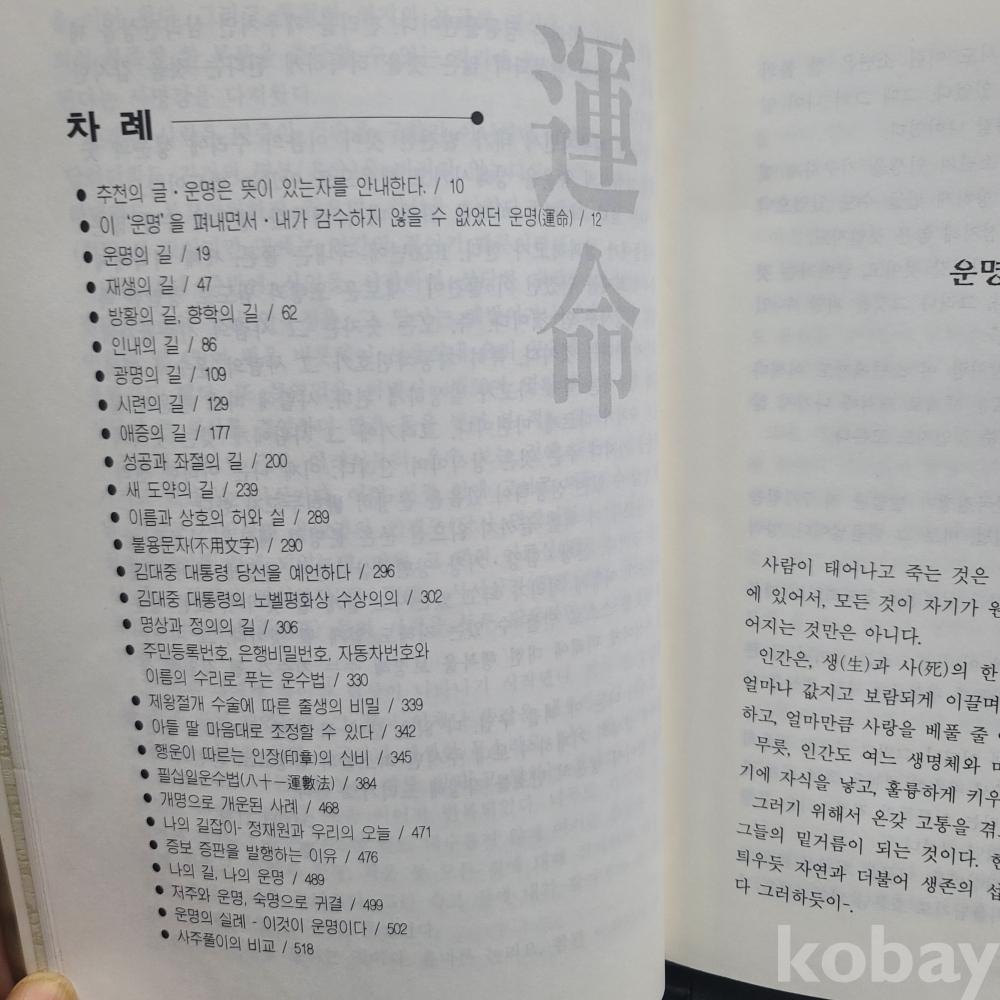 運命
차 례
• 추천의 글 · 운명은 뜻이 있는자를 안내한다. / 10
• 이 '운명'을 펴내면서 · 내가 감수하지 않을 수 없었던 운명(運命) / 12
• 운명의 길 / 19
• 재생의 길 / 47
• 방황의 길, 향학의 길 / 62
• 인내의 길 / 86
• 광명의 길 / 109
• 시련의 길 / 129
• 애증의 길 / 177
• 성공과 좌절의 길 / 200
• 새 도약의 길 / 239
• 이름과 상호의 허와 실 / 289
• 불용문자(不用文字) / 290
• 김대중 대통령 당선을 예언하다 / 296
• 김대중 대통령의 노벨평화상 수상의의 / 302
• 명상과 정의의 길 / 306
• 주민등록번호, 은행비밀번호, 자동차번호와
이름의 수리로 푸는 운수법 / 330
• 제왕절개 수술에 따른 출생의 비밀 / 339
• 아들 딸 마음대로 조정할 수 있다 / 342
• 행운이 따르는 인장(印章)의 신비 / 345
• 필십일운수법(八十一運數法) / 384
• 개명으로 개운된 사례 / 468
• 나의 길잡이- 정재원과 우리의 오늘 / 471
• 증보 증판을 발행하는 이유 / 476
• 나의 길, 나의 운명 / 489
• 저주와 운명, 숙명으로 귀결 / 499
• 운명의 실례 - 이것이 운명이다 / 502
• 사주풀이의 비교 / 518
운명
사람이 태어나고 죽는 것은
에 있어서, 모든 것이 자기가 원
어지는 것만은 아니다.
인간은, 생(生)과 사(死)의 한
얼마나 값지고 보람되게 이끌며
하고, 얼마만큼 사랑을 베풀 줄
무릇, 인간도 여느 생명체와
기에 자식을 낳고, 훌륭하게 키우
그러기 위해서 온갖 고통을 겪
그들의 밑거름이 되는 것이다.
틔우듯 자연과 더불어 생존의 섭
다 그러하듯이-.
kobay